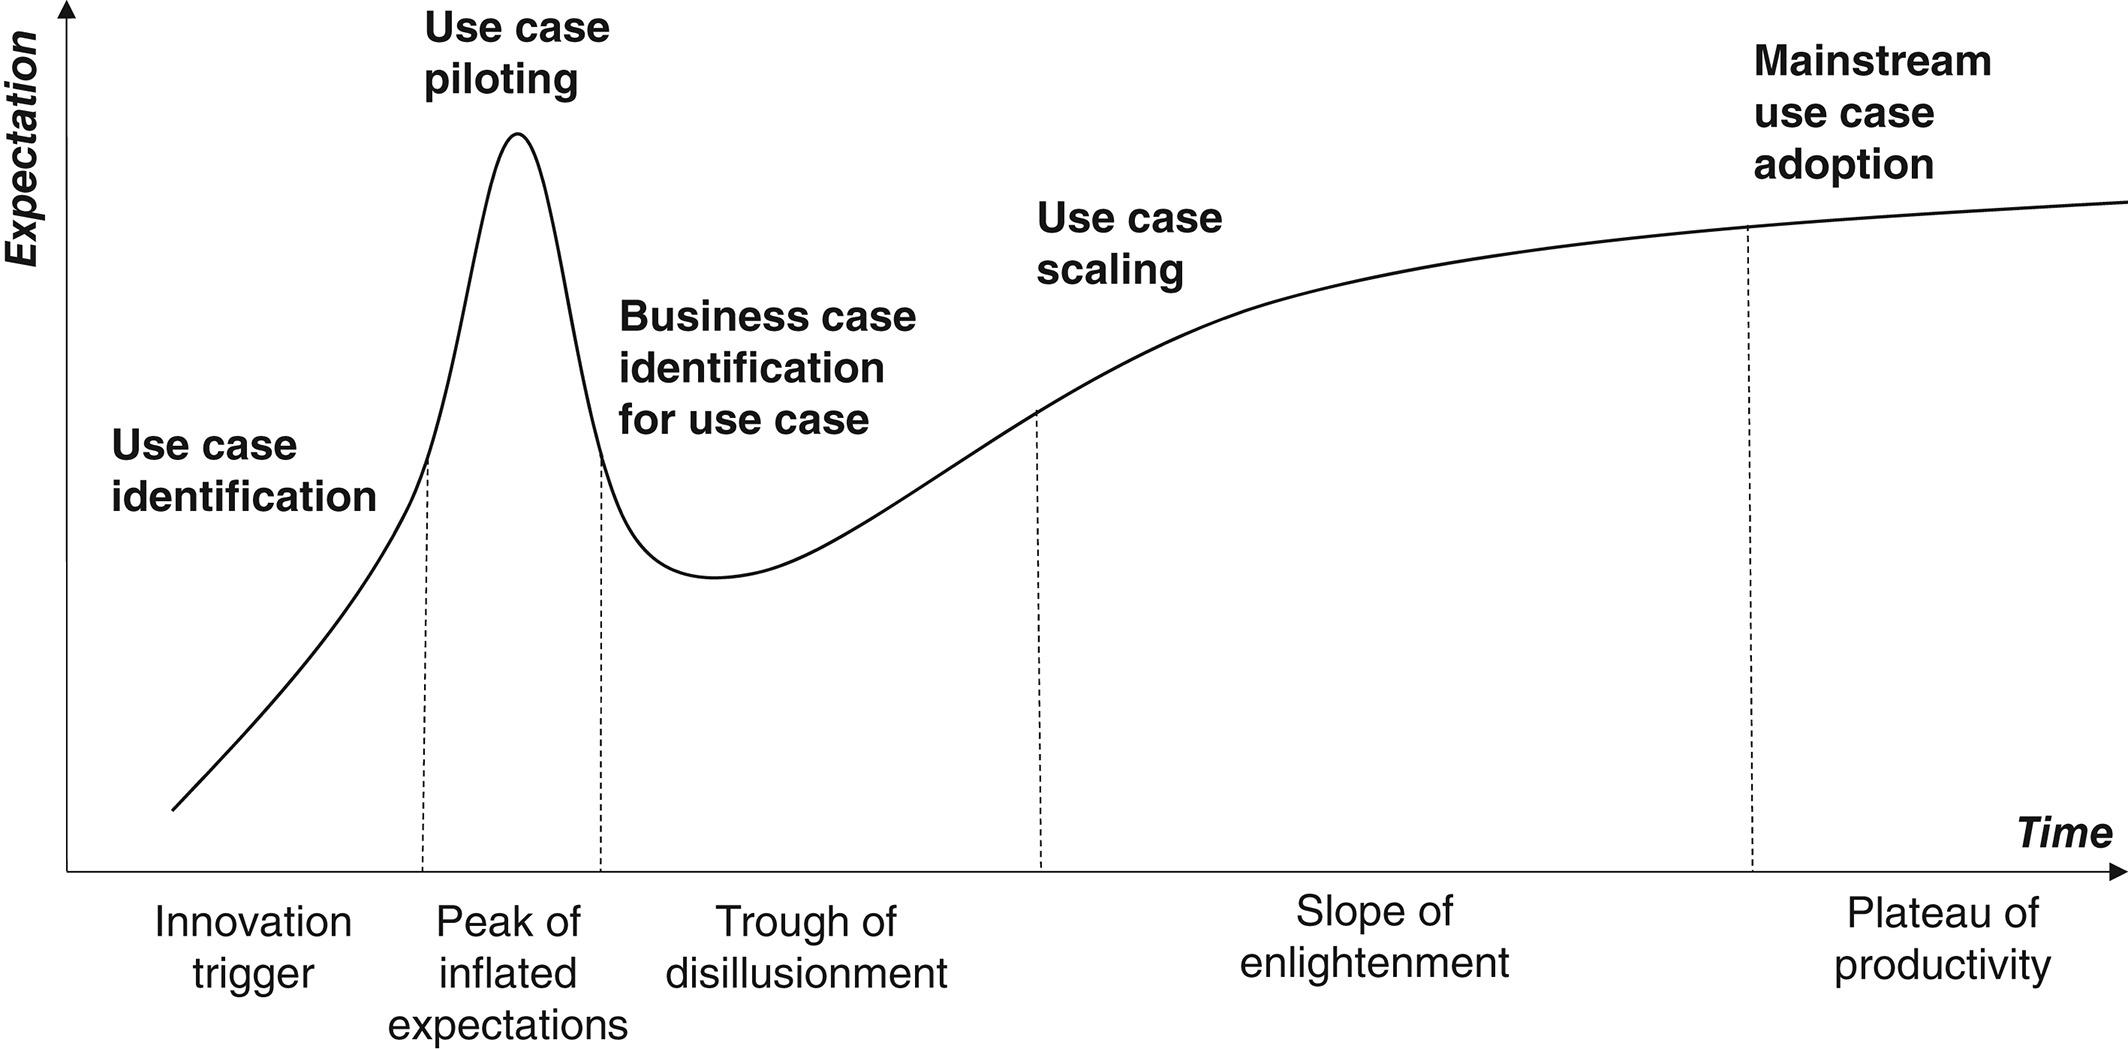 Expectation
Use case
piloting
Mainstream
use case
adoption
Use case
scaling
Business case
identification
for use case
Use case
identification
Time
Innovation
trigger
Peak of
inflated
expectations
Trough of
disillusionment
Slope of
enlightenment
Plateau of
productivity